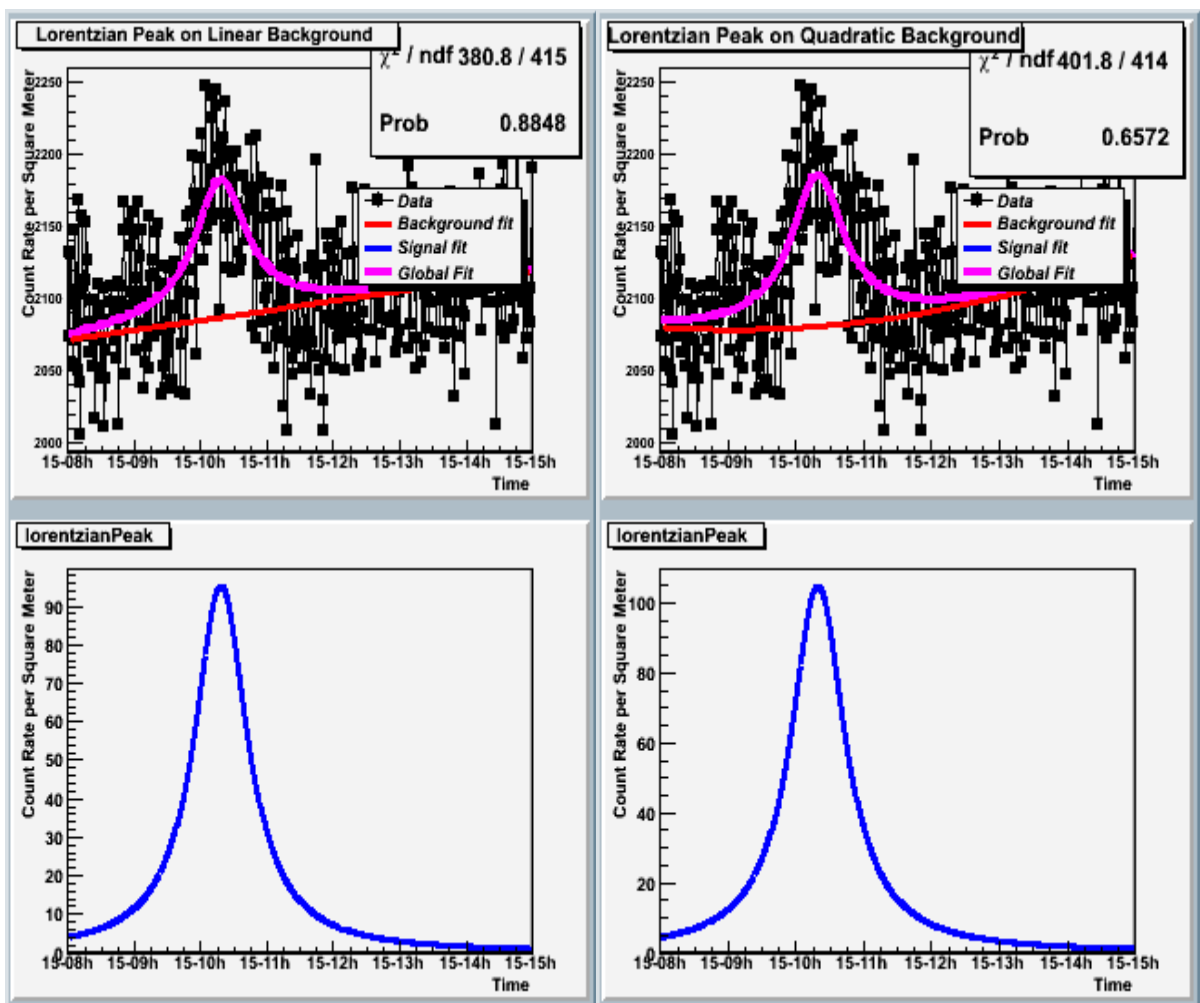 Lorentzian Peak on Linear Background
χ² / ndf 380.8 / 415
Prob 0.8848
Count Rate per Square Meter
2250
2200
2150
2100
2050
2000
Data
Background fit
Signal fit
Global Fit
15-08h 15-09h 15-10h 15-11h 15-12h 15-13h 15-14h 15-15h
Time
Lorentzian Peak on Quadratic Background
χ² / ndf 401.8 / 414
Prob 0.6572
Count Rate per Square Meter
2250
2200
2150
2100
2050
2000
Data
Background fit
Signal fit
Global Fit
15-08h 15-09h 15-10h 15-11h 15-12h 15-13h 15-14h 15-15h
Time
lorentzianPeak
Count Rate per Square Meter
90
80
70
60
50
40
30
20
10
0
15-08h 15-09h 15-10h 15-11h 15-12h 15-13h 15-14h 15-15h
Time
lorentzianPeak
Count Rate per Square Meter
100
80
60
40
20
0
15-08h 15-09h 15-10h 15-11h 15-12h 15-13h 15-14h 15-15h
Time